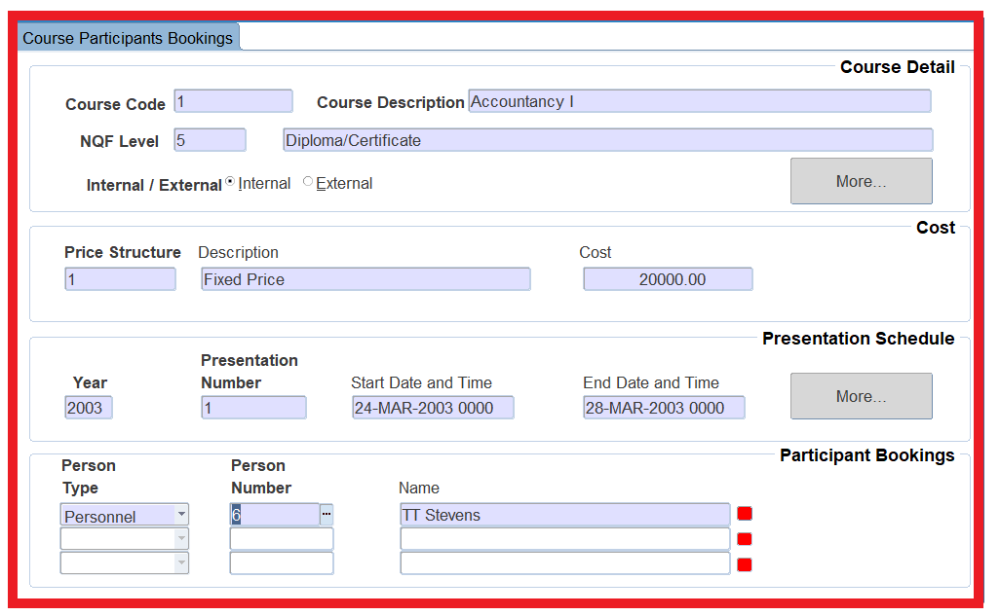 Course Participants Bookings
Course Detail
Course Code 1 Course Description Accountancy I
NQF Level 5 Diploma/Certificate
Internal / External Internal External
More...
Cost
Price Structure Description Cost
1 Fixed Price 20000.00
Presentation Schedule
Presentation
Year Number Start Date and Time End Date and Time
2003 1 24-MAR-2003 0000 28-MAR-2003 0000
More...
Participant Bookings
Person Person
Type Number Name
Personnel 6 ... TT Stevens